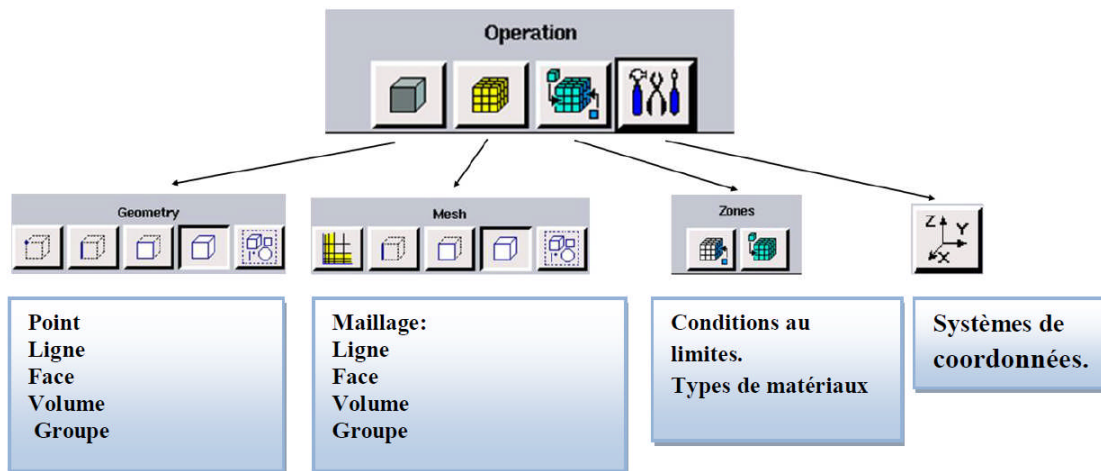 Operation
Geometry
Mesh
Zones
Z
Y
X
Point
Ligne
Face
Volume
Groupe
Maillage:
Ligne
Face
Volume
Groupe
Conditions au
limites.
Types de matériaux
Systèmes de
coordonnées.